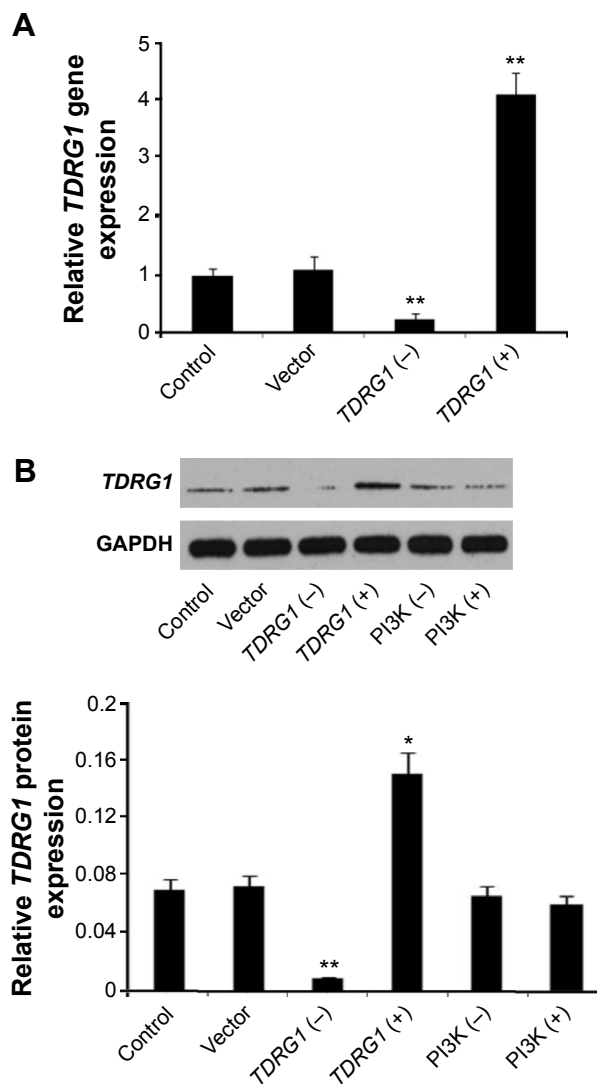 A
Relative TDRG1 gene
expression
5
4
3
2
1
0
**
**
Control
Vector
TDRG1 (–)
TDRG1 (+)
B
TDRG1
GAPDH
Control
Vector
TDRG1 (–)
TDRG1 (+)
PI3K (–)
PI3K (+)
Relative TDRG1 protein
expression
0.2
0.16
0.08
0.04
0
**
*
Control
Vector
TDRG1 (–)
TDRG1 (+)
PI3K (–)
PI3K (+)